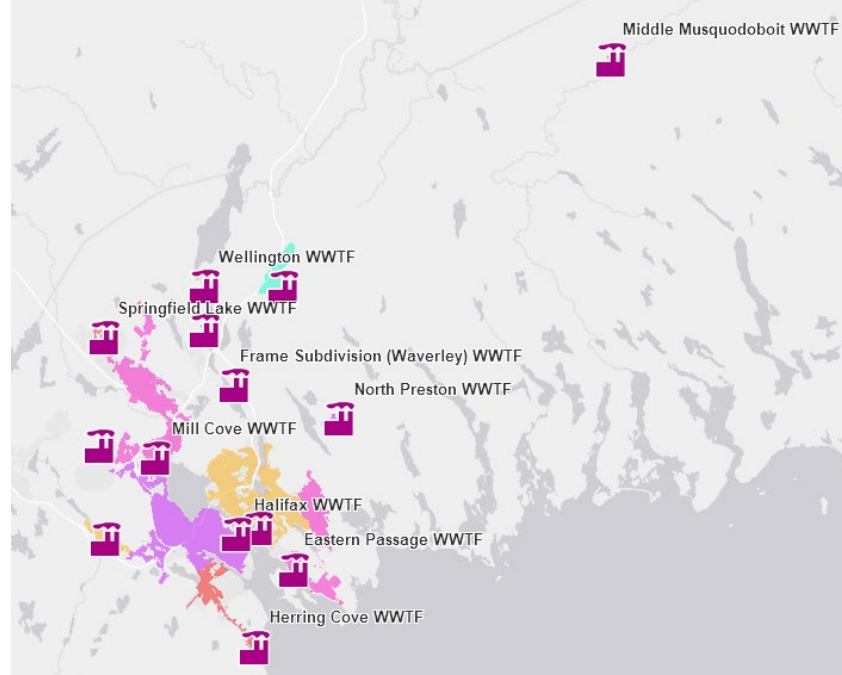 Middle Musquodoboit WWTF
Wellington WWTF
Springfield Lake WWTF
Frame Subdivision (Waverley) WWTF
North Preston WWTF
Mill Cove WWTF
Halifax WWTF
Eastern Passage WWTF
Herring Cove WWTF